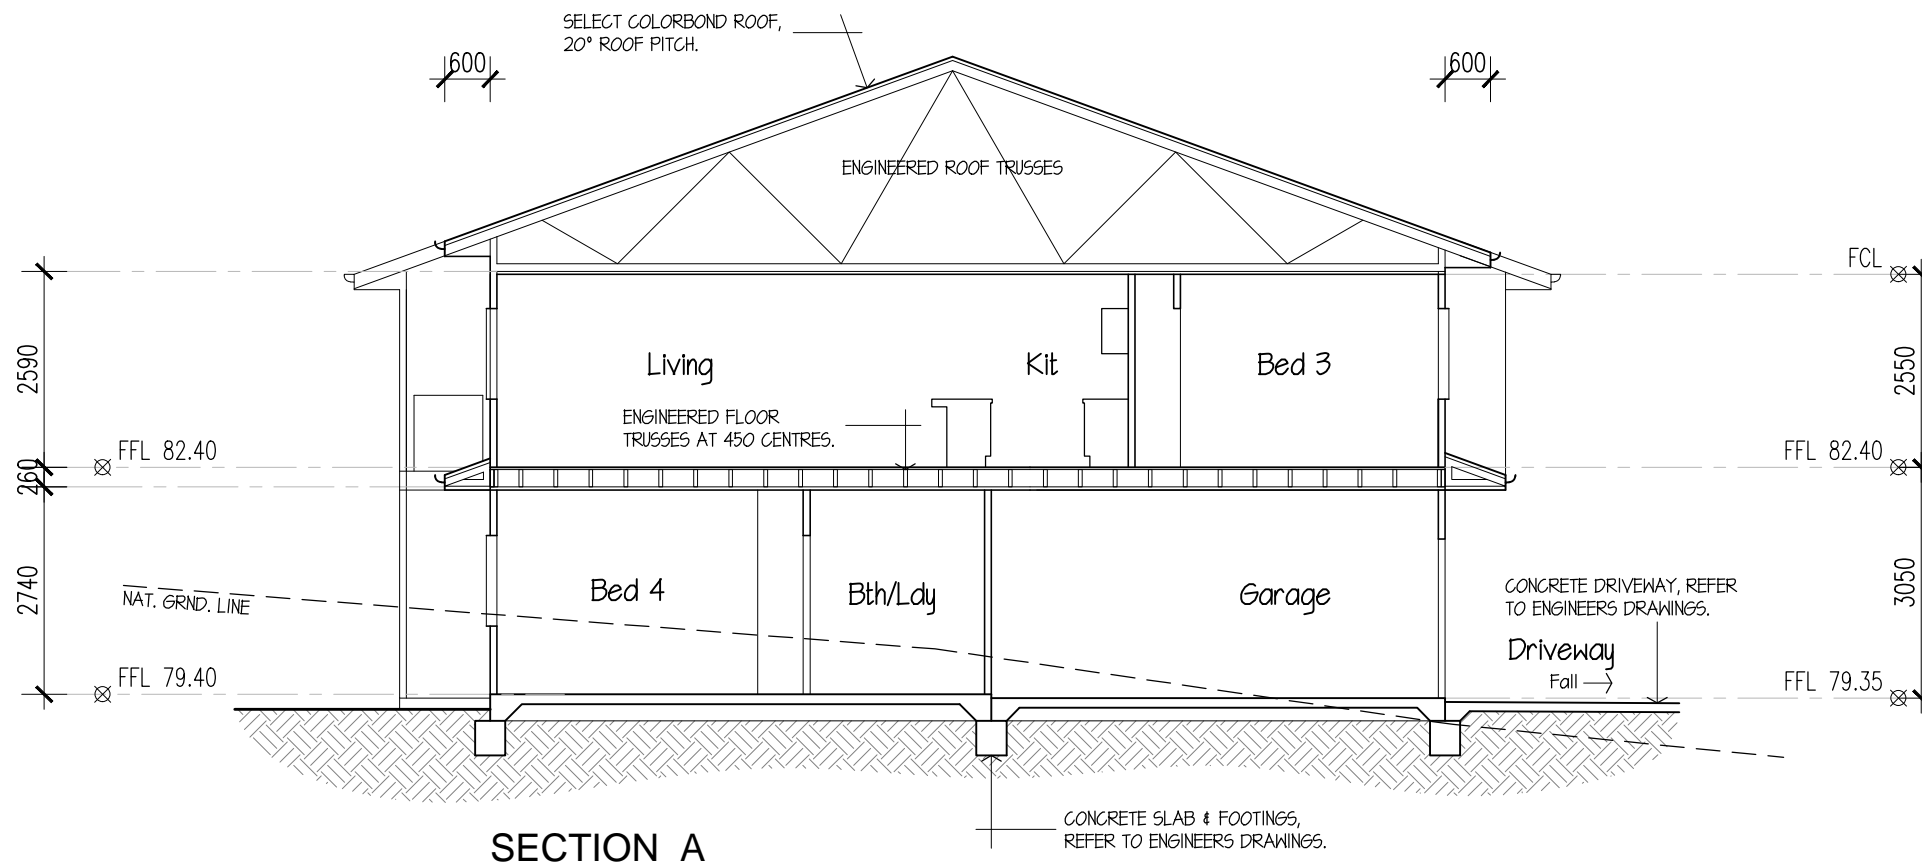 SELECT COLORBOND ROOF,
20° ROOF PITCH.
600
600
ENGINEERED ROOF TRUSSES
FCL
2590
Living
Kit
Bed 3
2550
ENGINEERED FLOOR
TRUSSES AT 450 CENTRES.
FFL 82.40
FFL 82.40
260
2740
NAT. GRND. LINE
Bed 4
Bth/Ldy
Garage
CONCRETE DRIVEWAY, REFER
TO ENGINEERS DRAWINGS.
3050
Driveway
Fall
FFL 79.40
FFL 79.35
CONCRETE SLAB & FOOTINGS,
REFER TO ENGINEERS DRAWINGS.
SECTION A